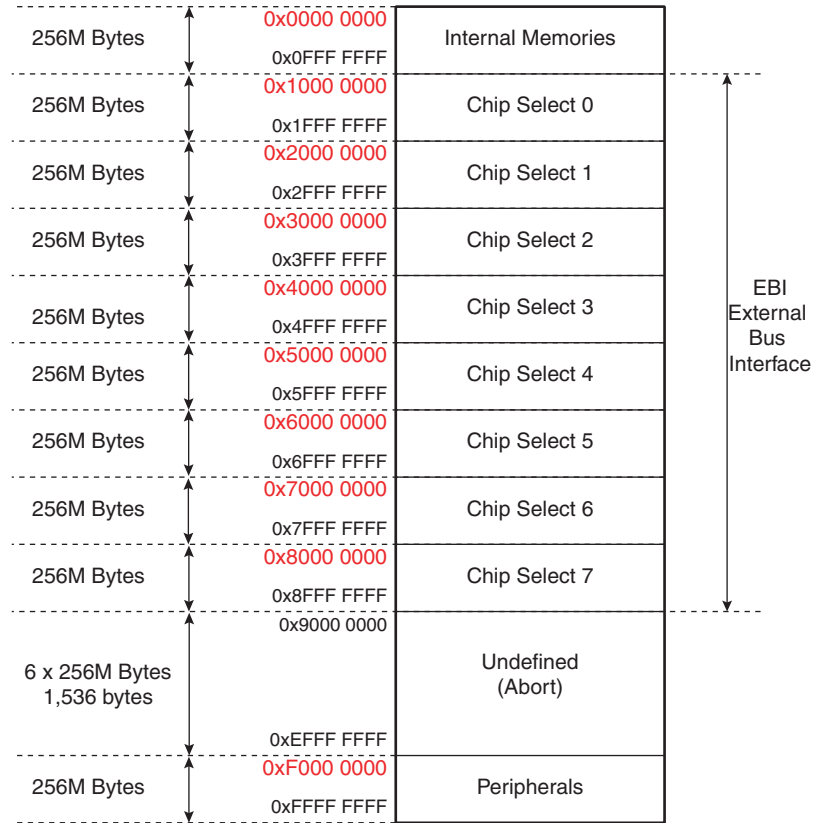 0x0000 0000
256M Bytes
Internal Memories
0x0FFF FFFF
0x1000 0000
256M Bytes
Chip Select 0
0x1FFF FFFF
0x2000 0000
256M Bytes
Chip Select 1
0x2FFF FFFF
0x3000 0000
256M Bytes
Chip Select 2
0x3FFF FFFF
0x4000 0000
256M Bytes
Chip Select 3
0x4FFF FFFF
EBI
External
Bus
Interface
0x5000 0000
256M Bytes
Chip Select 4
0x5FFF FFFF
0x6000 0000
256M Bytes
Chip Select 5
0x6FFF FFFF
0x7000 0000
256M Bytes
Chip Select 6
0x7FFF FFFF
0x8000 0000
256M Bytes
Chip Select 7
0x8FFF FFFF
0x9000 0000
6 x 256M Bytes
1,536 bytes
Undefined
(Abort)
0xEFFF FFFF
0xF000 0000
256M Bytes
Peripherals
0xFFFF FFFF